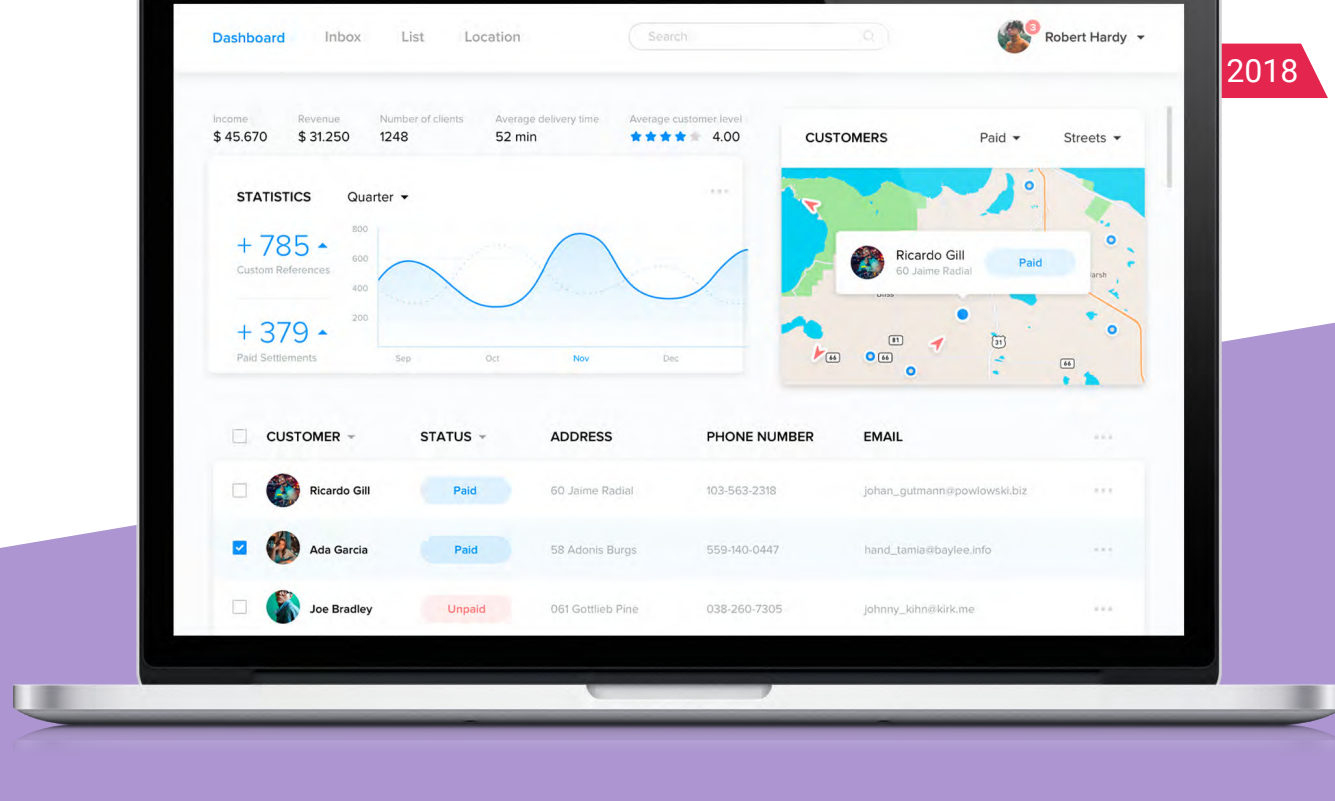 Dashboard Inbox List Location Search 3 Robert Hardy
2018
Income Revenue Number of clients Average delivery time Average customer level
$ 45.670 $ 31.250 1248 52 min 4.00
CUSTOMERS Paid Streets
STATISTICS Quarter
+ 785
Custom References
+ 379
Paid Settlements
800
600
400
200
Sep Oct Nov Dec
Ricardo Gill
60 Jaime Radial
Paid
81
31
66
66
66
CUSTOMER STATUS ADDRESS PHONE NUMBER EMAIL
Ricardo Gill Paid 60 Jaime Radial 103-563-2318 johan_gutmann@powlowski.biz
Ada Garcia Paid 58 Adonis Burgs 559-140-0447 hand_tamia@baylee.info
Joe Bradley Unpaid 061 Gottlieb Pine 038-260-7305 johnny_kihn@kirk.me